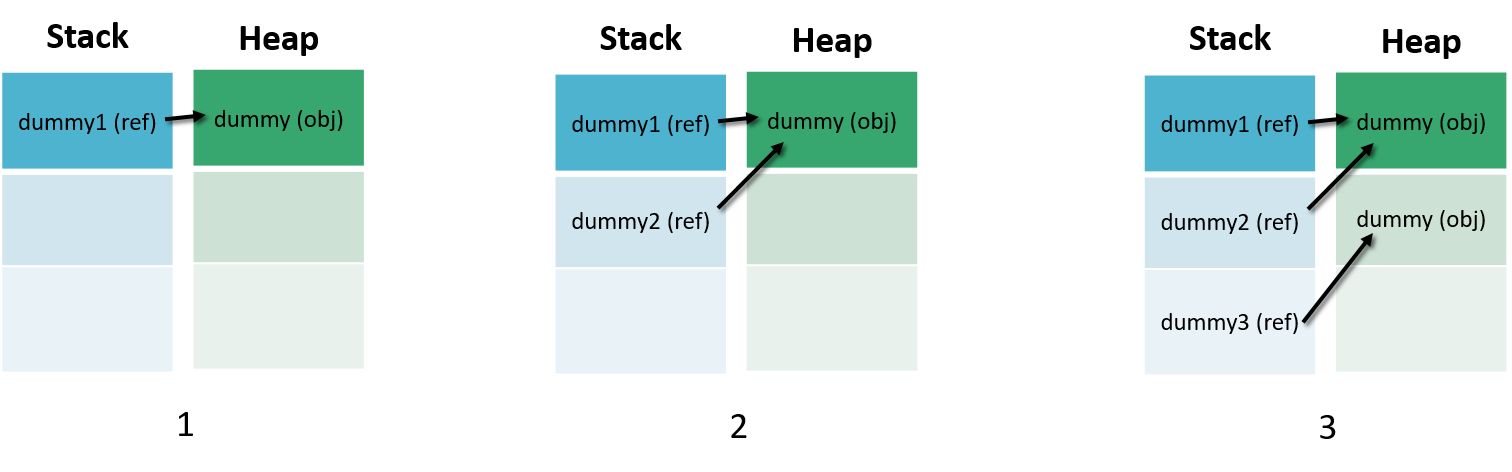 Stack Heap
dummy1 (ref) dummy (obj)
1
Stack Heap
dummy1 (ref) dummy (obj)
dummy2 (ref)
2
Stack Heap
dummy1 (ref) dummy (obj)
dummy2 (ref) dummy (obj)
dummy3 (ref)
3